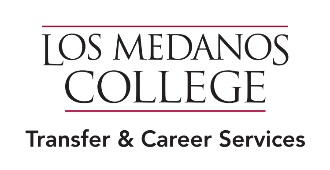 LOS MEDANOS
COLLEGE
Transfer & Career Services